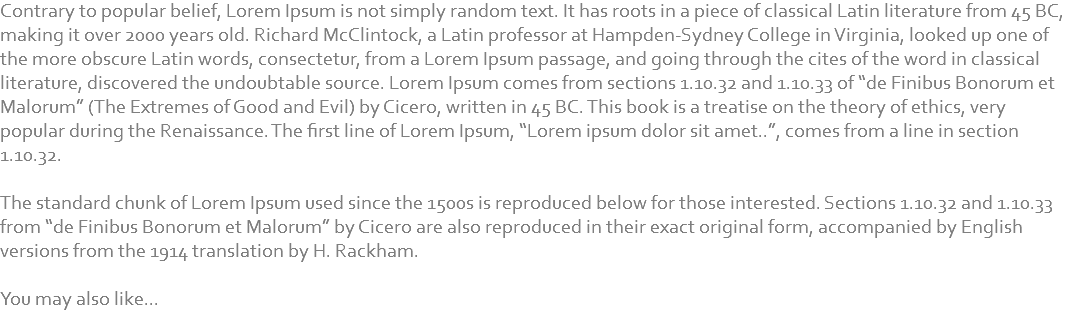 Contrary to popular belief, Lorem Ipsum is not simply random text. It has roots in a piece of classical Latin literature from 45 BC,
making it over 2000 years old. Richard McClintock, a Latin professor at Hampden-Sydney College in Virginia, looked up one of
the more obscure Latin words, consectetur, from a Lorem Ipsum passage, and going through the cites of the word in classical
literature, discovered the undoubtable source. Lorem Ipsum comes from sections 1.10.32 and 1.10.33 of “de Finibus Bonorum et
Malorum” (The Extremes of Good and Evil) by Cicero, written in 45 BC. This book is a treatise on the theory of ethics, very
popular during the Renaissance. The first line of Lorem Ipsum, “Lorem ipsum dolor sit amet..”, comes from a line in section
1.10.32.

The standard chunk of Lorem Ipsum used since the 1500s is reproduced below for those interested. Sections 1.10.32 and 1.10.33
from “de Finibus Bonorum et Malorum” by Cicero are also reproduced in their exact original form, accompanied by English
versions from the 1914 translation by H. Rackham.

You may also like...